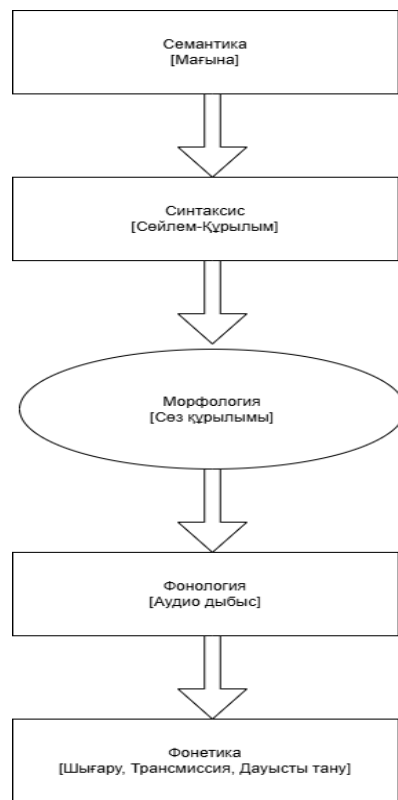 Семантика
[Мағына]
Синтаксис
[Сөйлем-Құрылым]
Морфология
[Сөз құрылымы]
Фонология
[Аудио дыбыс]
Фонетика
[Шығару, Трансмиссия, Дауысты тану]